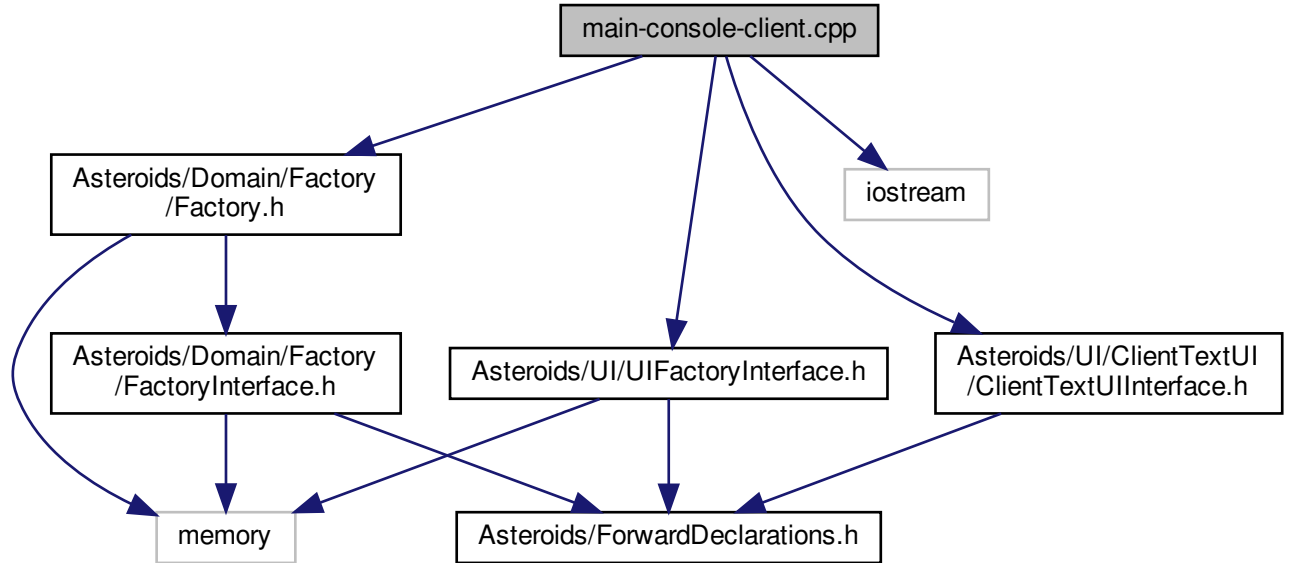 main-console-client.cpp
Asteroids/Domain/Factory
/Factory.h
iostream
Asteroids/Domain/Factory
/FactoryInterface.h
Asteroids/UI/UIFactoryInterface.h
Asteroids/UI/ClientTextUI
/ClientTextUIInterface.h
memory
Asteroids/ForwardDeclarations.h